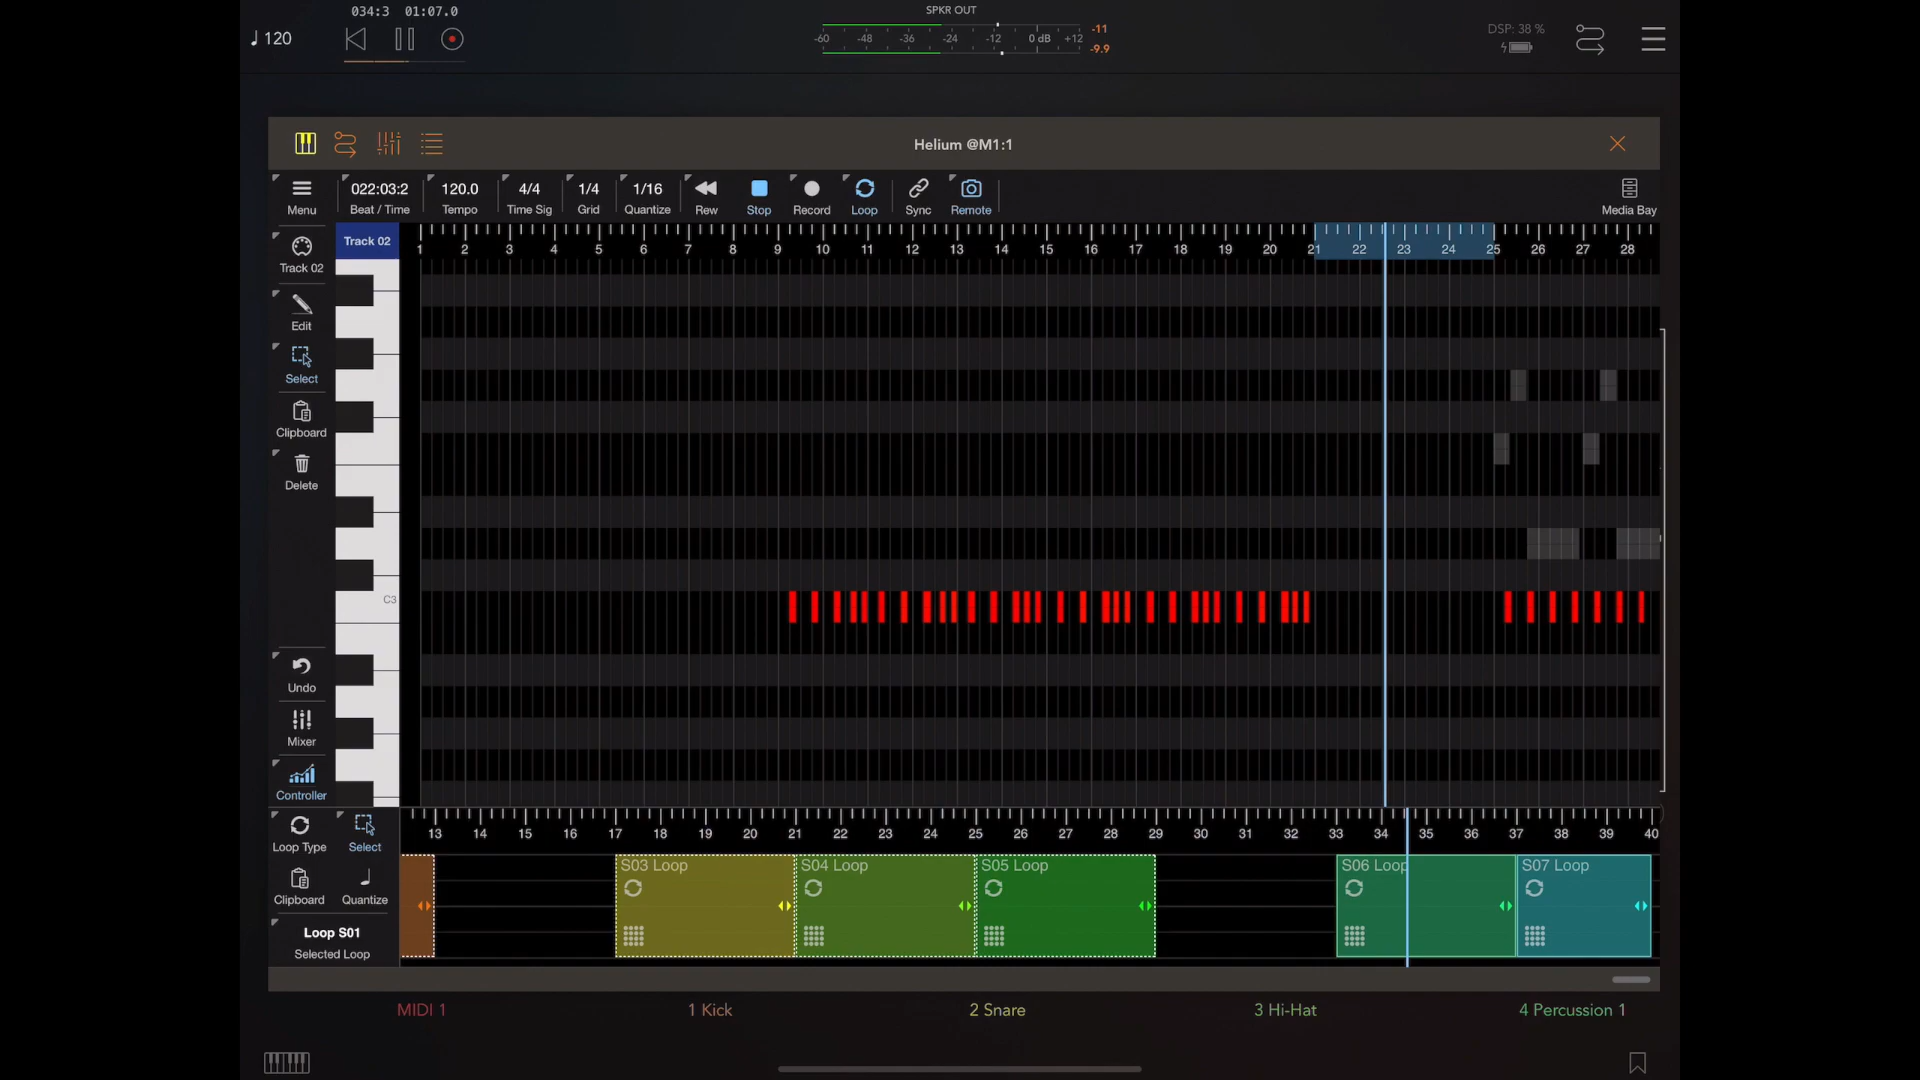 034:3 01:07.0
♩ 120
SPKR OUT
-60 -48 -36 -24 -12 0 dB +12
-11
-9.9
DSP: 38 %
Helium @M1:1
Menu
022:03:2
Beat / Time
120.0
Tempo
4/4
Time Sig
1/4
Grid
1/16
Quantize
Rew
Stop
Record
Loop
Sync
Remote
Media Bay
Track 02
1 2 3 4 5 6 7 8 9 10 11 12 13 14 15 16 17 18 19 20 21 22 23 24 25 26 27 28
Track 02
Edit
Select
Clipboard
Delete
C3
Undo
Mixer
Controller
13 14 15 16 17 18 19 20 21 22 23 24 25 26 27 28 29 30 31 32 33 34 35 36 37 38 39 40
Loop Type
Select
S03 Loop
S04 Loop
S05 Loop
S06 Loop
S07 Loop
Clipboard
Quantize
Loop S01
Selected Loop
MIDI 1
1 Kick
2 Snare
3 Hi-Hat
4 Percussion 1